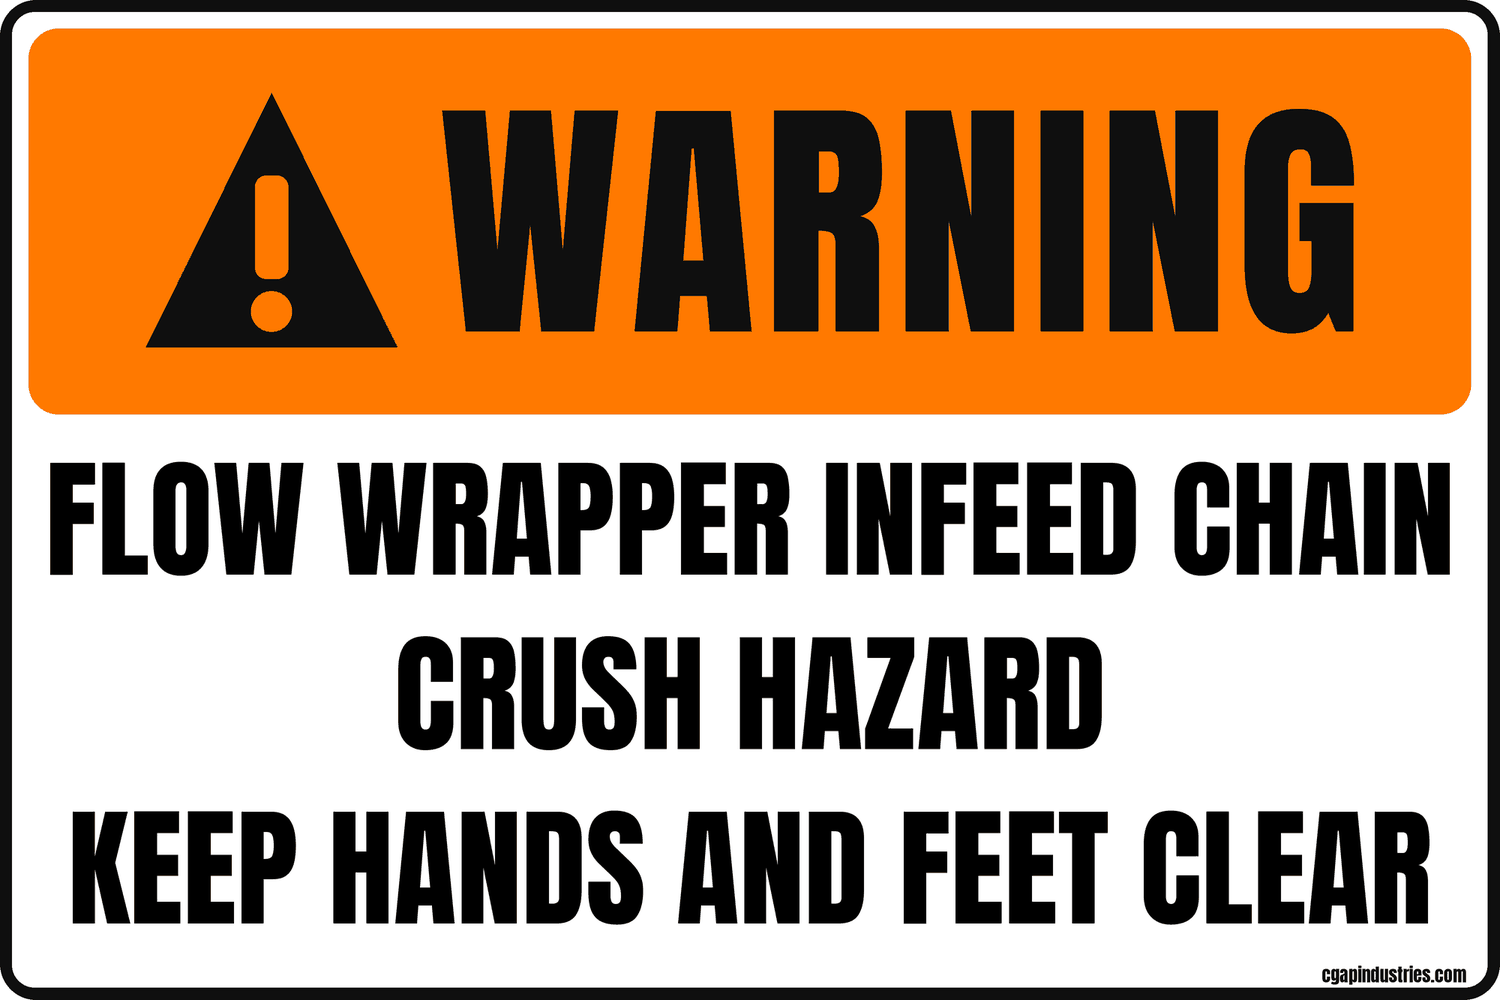 WARNING
FLOW WRAPPER INFEED CHAIN
CRUSH HAZARD
KEEP HANDS AND FEET CLEAR
cgapindustries.com